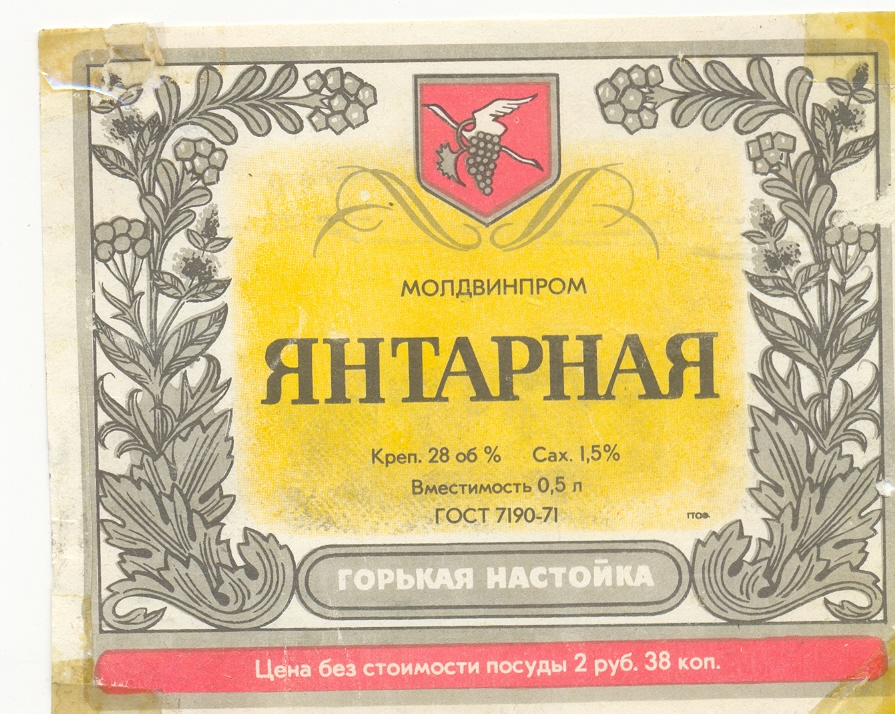 МОЛДВИНПРОМ
ЯНТАРНАЯ
Креп. 28 об % Сах. 1,5%
Вместимость 0,5 л
ГОСТ 7190-71
ГОРЬКАЯ НАСТОЙКА
Цена без стоимости посуды 2 руб. 38 коп.